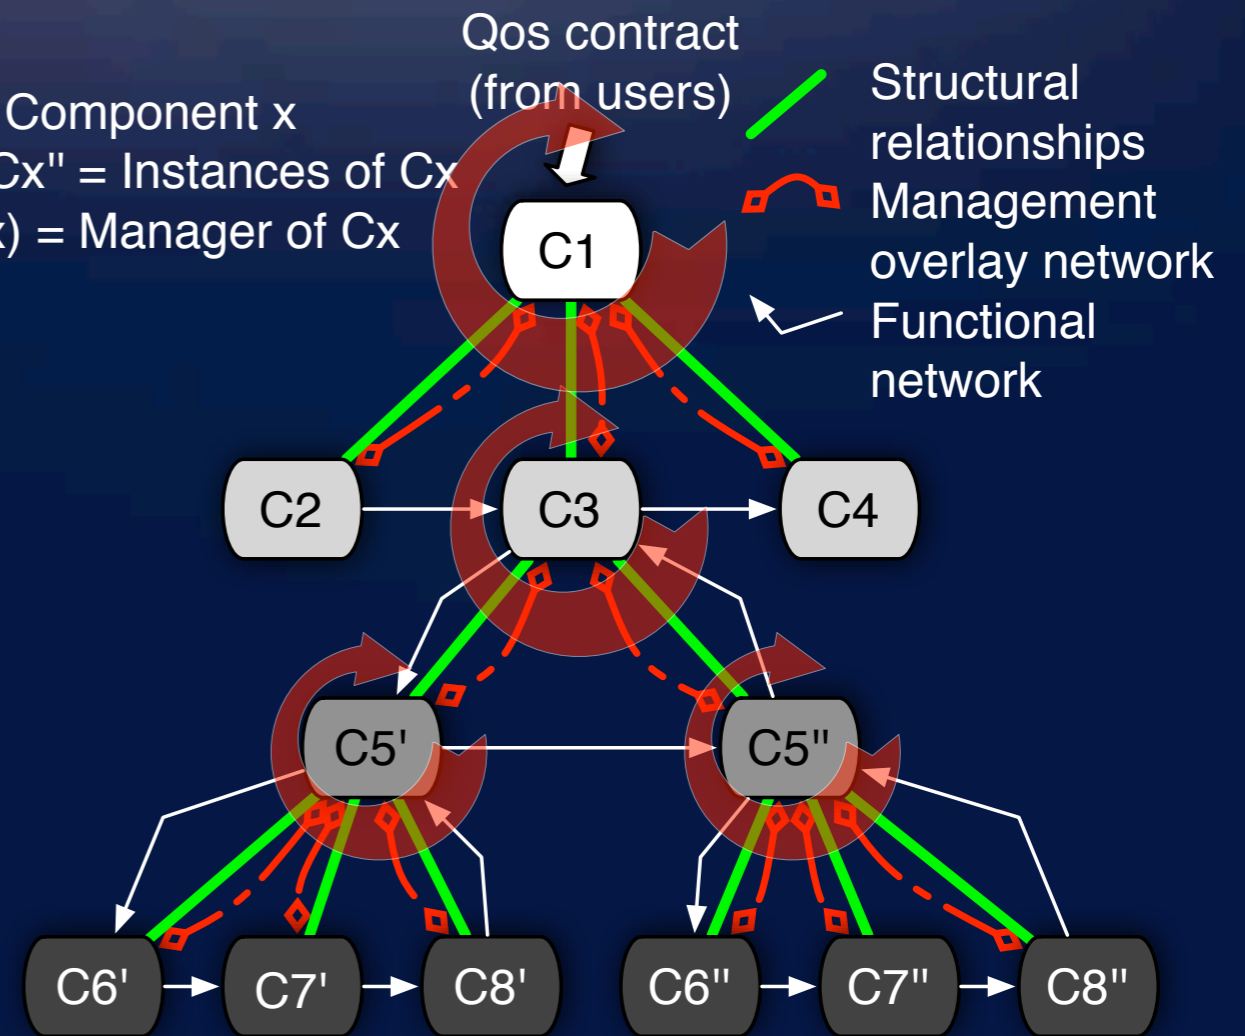 Qos contract
(from users)
Component x
Cx" = Instances of Cx
x) = Manager of Cx
Structural
relationships
Management
overlay network
Functional
network
C1
C2
C3
C4
C5'
C5"
C6'
C7'
C8'
C6"
C7"
C8"